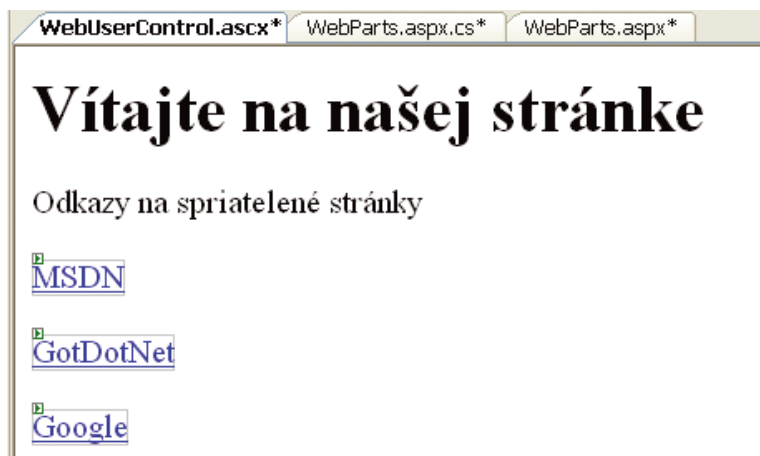 WebUserControl.ascx* WebParts.aspx.cs* WebParts.aspx*
Vítajte na našej stránke
Odkazy na spriatelené stránky
MSDN
GotDotNet
Google